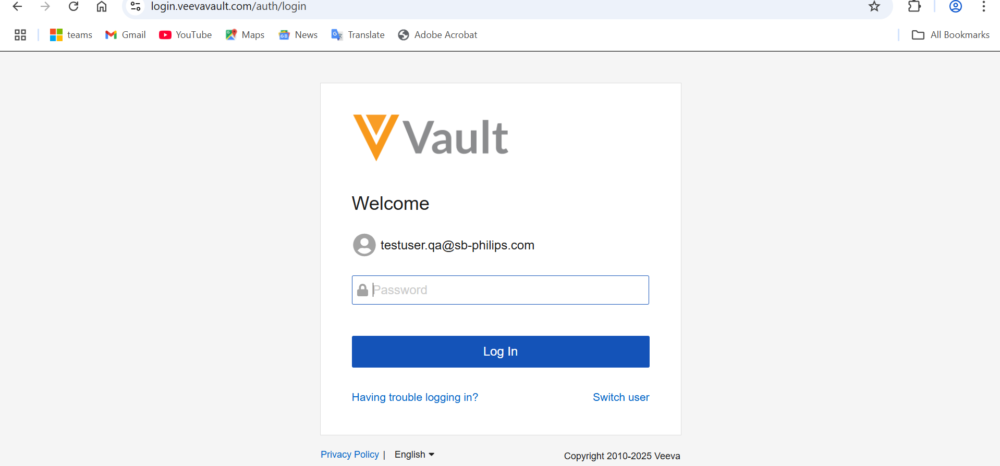 login.veevavault.com/auth/login
teams Gmail YouTube Maps News Translate Adobe Acrobat All Bookmarks
Vault
Welcome
testuser.qa@sb-philips.com
Password
Log In
Having trouble logging in? Switch user
Privacy Policy | English Copyright 2010-2025 Veeva